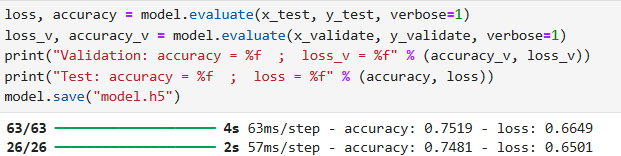 loss, accuracy = model.evaluate(x_test, y_test, verbose=1)
loss_v, accuracy_v = model.evaluate(x_validate, y_validate, verbose=1)
print("Validation: accuracy = %f  ;  loss_v = %f" % (accuracy_v, loss_v))
print("Test: accuracy = %f  ;  loss = %f" % (accuracy, loss))
model.save("model.h5")
63/63 ━━━━━━━━━━━━━━━━━━━━ 4s 63ms/step - accuracy: 0.7519 - loss: 0.6649
26/26 ━━━━━━━━━━━━━━━━━━━━ 2s 57ms/step - accuracy: 0.7481 - loss: 0.6501